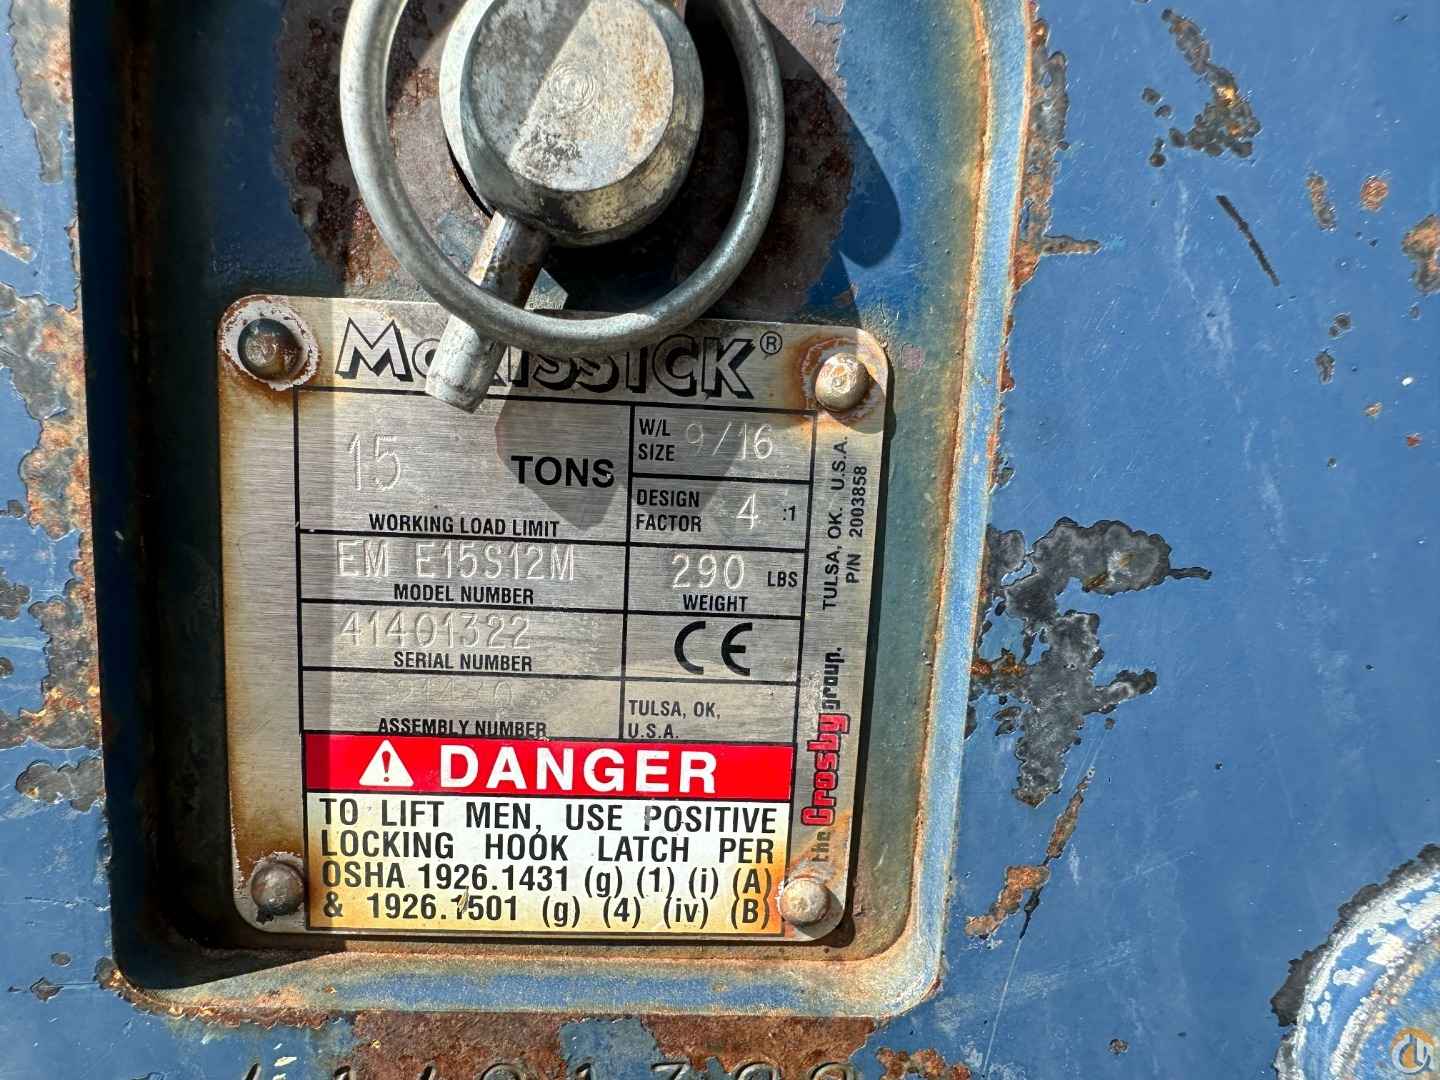 McKISSICK®
15 TONS
WORKING LOAD LIMIT
W/L SIZE 9/16
DESIGN FACTOR 4 :1
EM E15S12M
MODEL NUMBER
290 LBS
WEIGHT
41401322
SERIAL NUMBER
CE
ASSEMBLY NUMBER
TULSA, OK,
U.S.A.
DANGER
TO LIFT MEN, USE POSITIVE
LOCKING HOOK LATCH PER
OSHA 1926.1431 (g) (1) (i) (A)
& 1926.1501 (g) (4) (iv) (B)
the Crosby group. TULSA, OK. U.S.A.
P/N 2003858